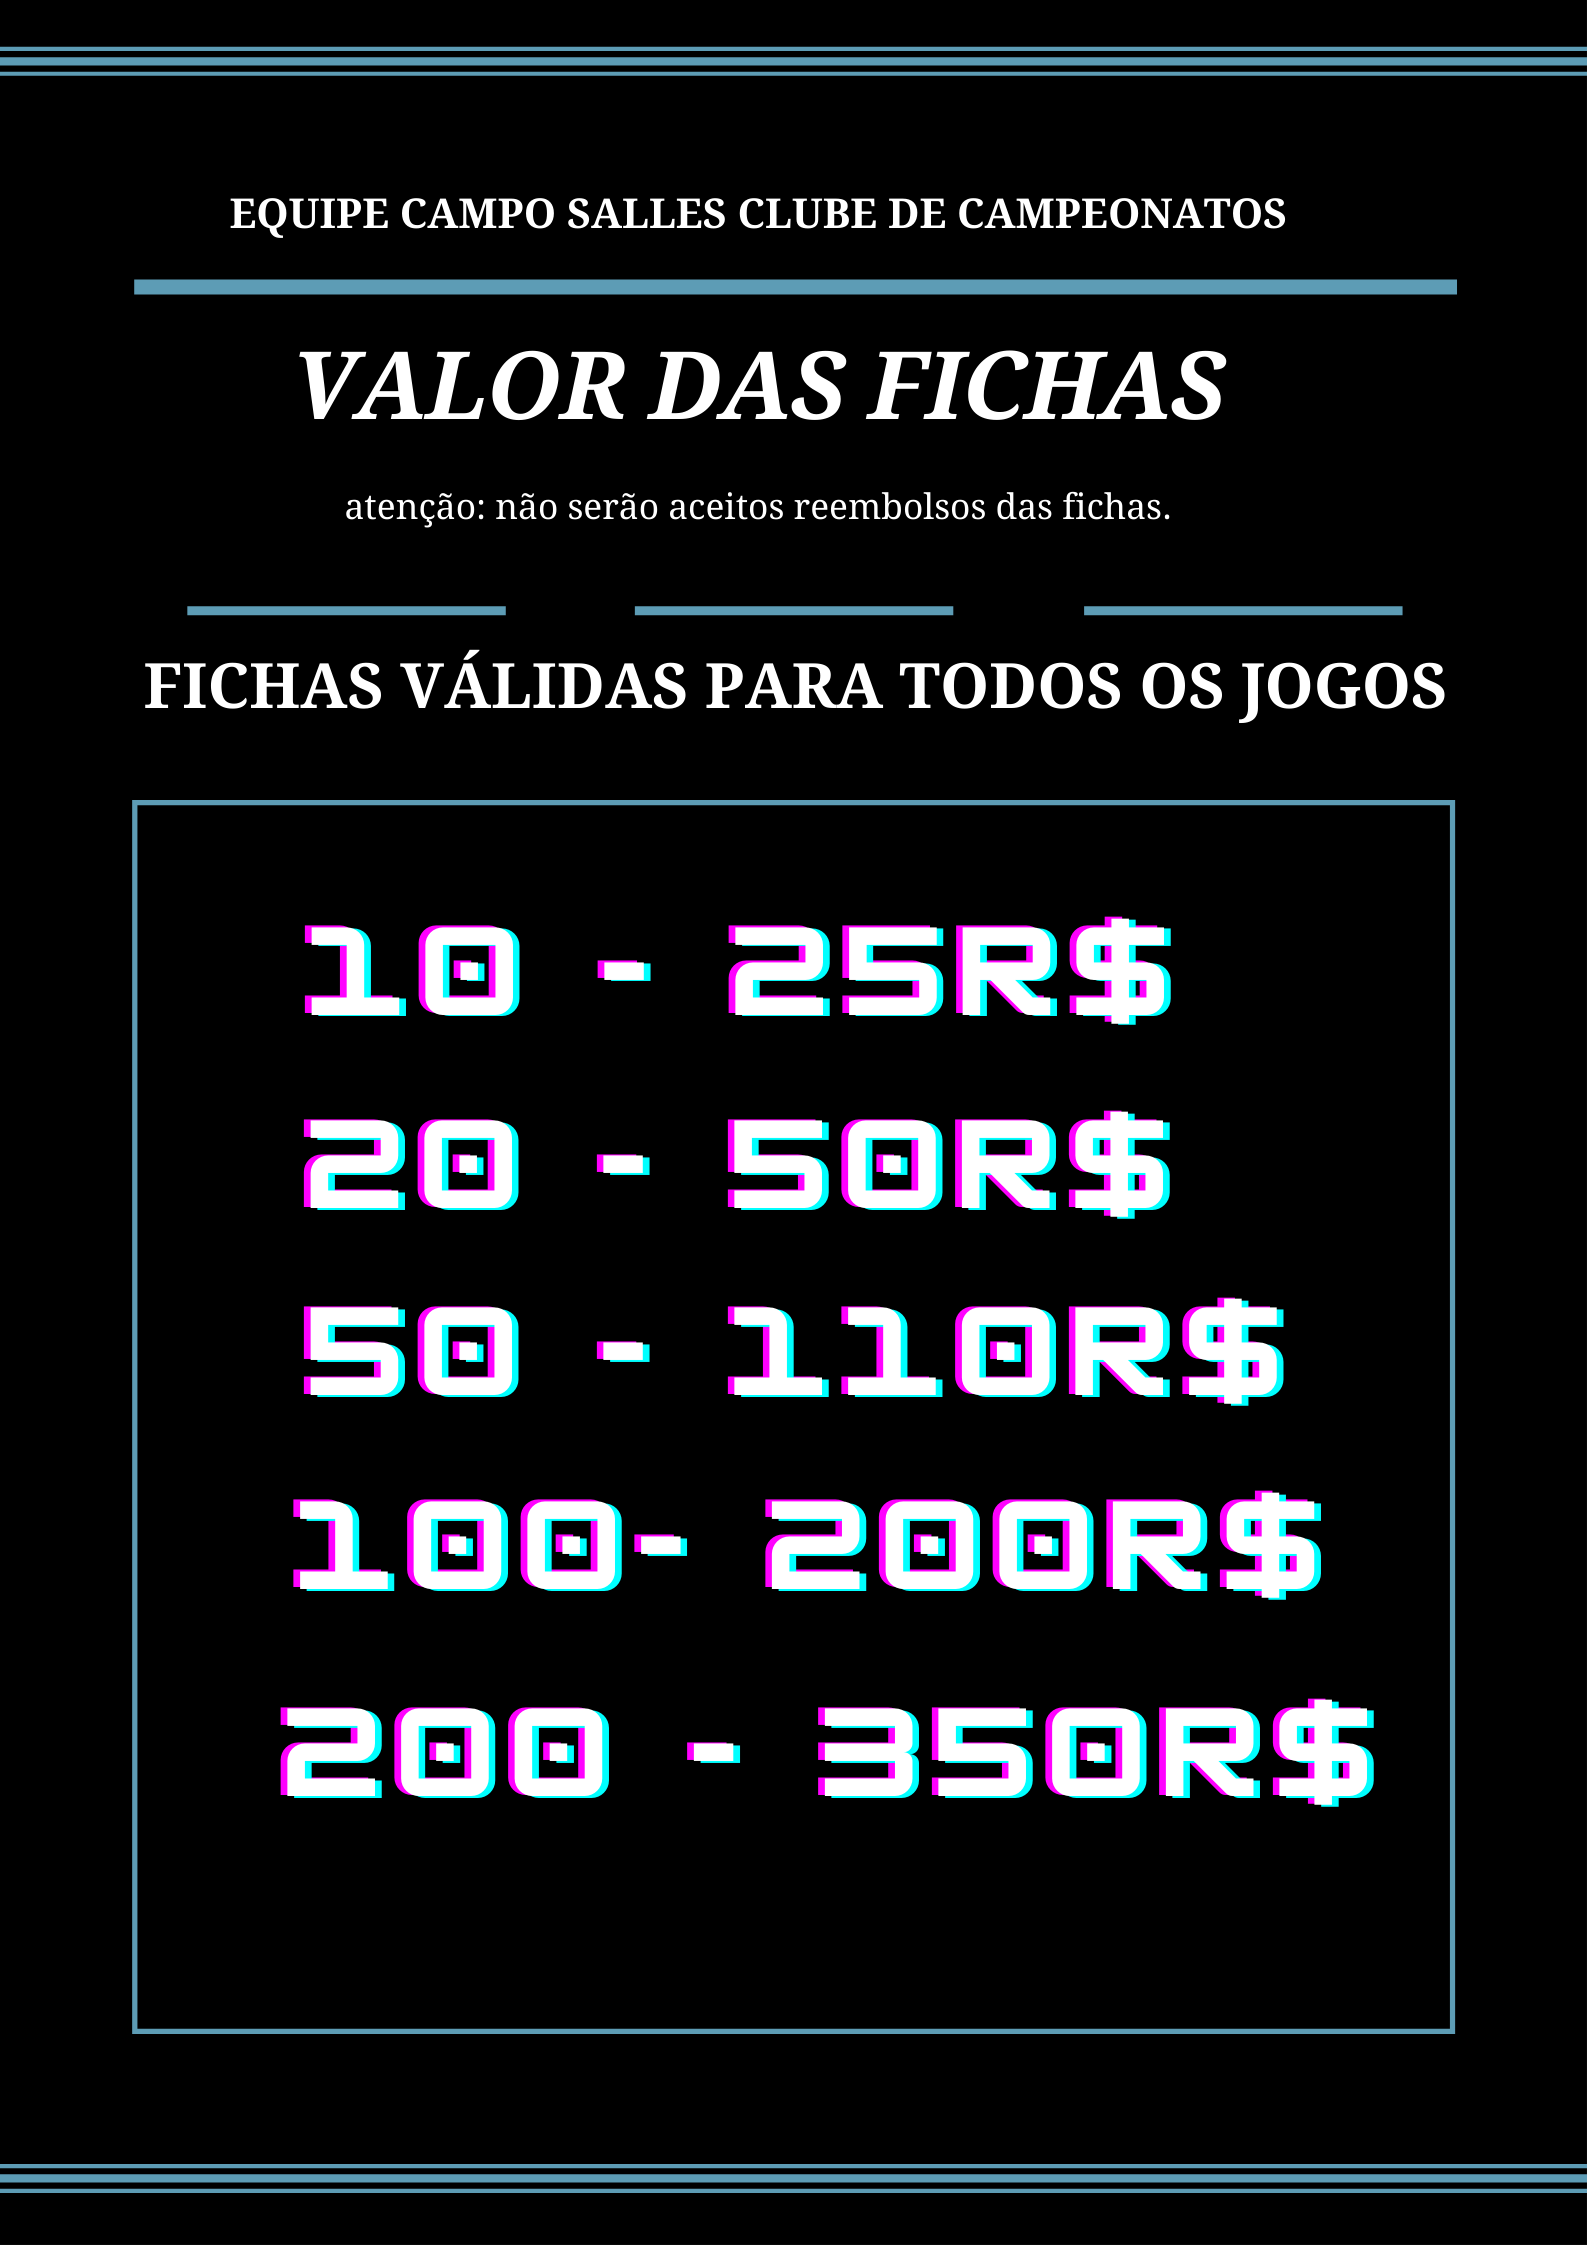 EQUIPE CAMPO SALLES CLUBE DE CAMPEONATOS
VALOR DAS FICHAS
atenção: não serão aceitos reembolsos das fichas.
FICHAS VÁLIDAS PARA TODOS OS JOGOS
10 - 25R$
20 - 50R$
50 - 110R$
100- 200R$
200 - 350R$